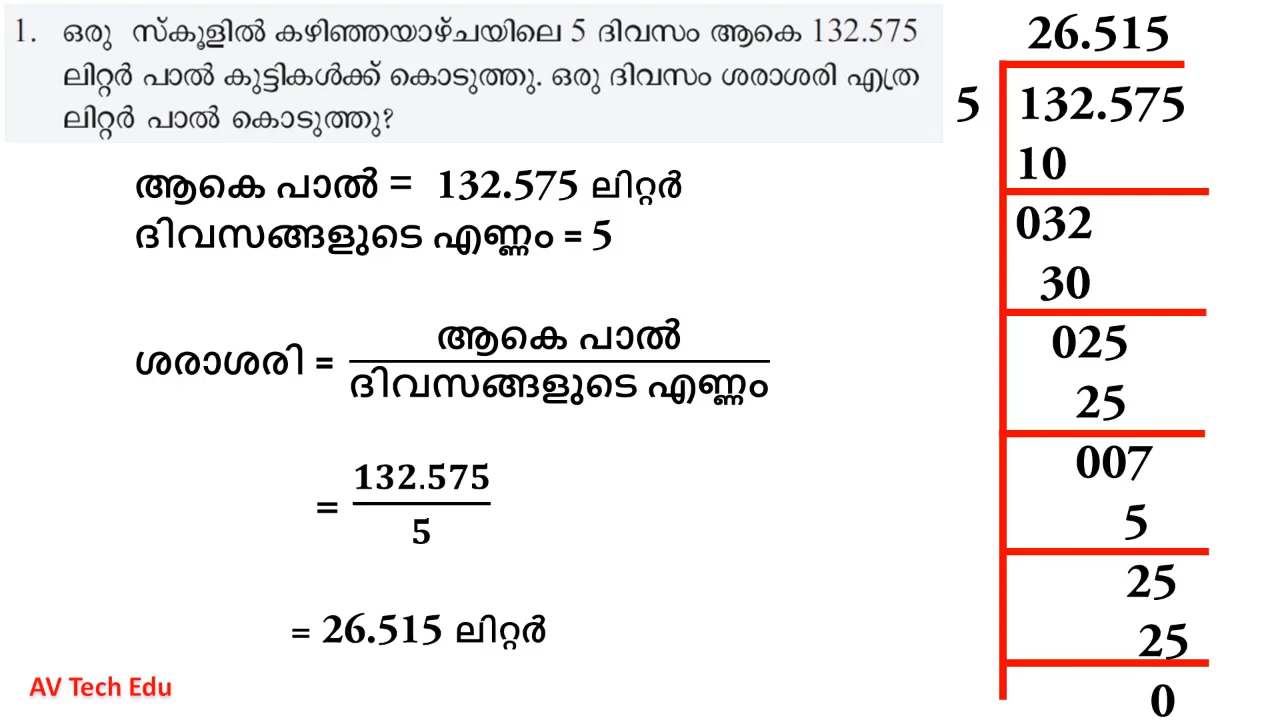 1. ഒരു സ്കൂളിൽ കഴിഞ്ഞയാഴ്ചയിലെ 5 ദിവസം ആകെ 132.575
ലിറ്റർ പാൽ കുട്ടികൾക്ക് കൊടുത്തു. ഒരു ദിവസം ശരാശരി എത്ര
ലിറ്റർ പാൽ കൊടുത്തു?
ആകെ പാൽ = 132.575 ലിറ്റർ
ദിവസങ്ങളുടെ എണ്ണം = 5
ശരാശരി =
ആകെ പാൽ
ദിവസങ്ങളുടെ എണ്ണം
=
132.575
5
= 26.515 ലിറ്റർ
26.515
5 132.575
10
032
30
025
25
007
5
25
25
0
AV Tech Edu